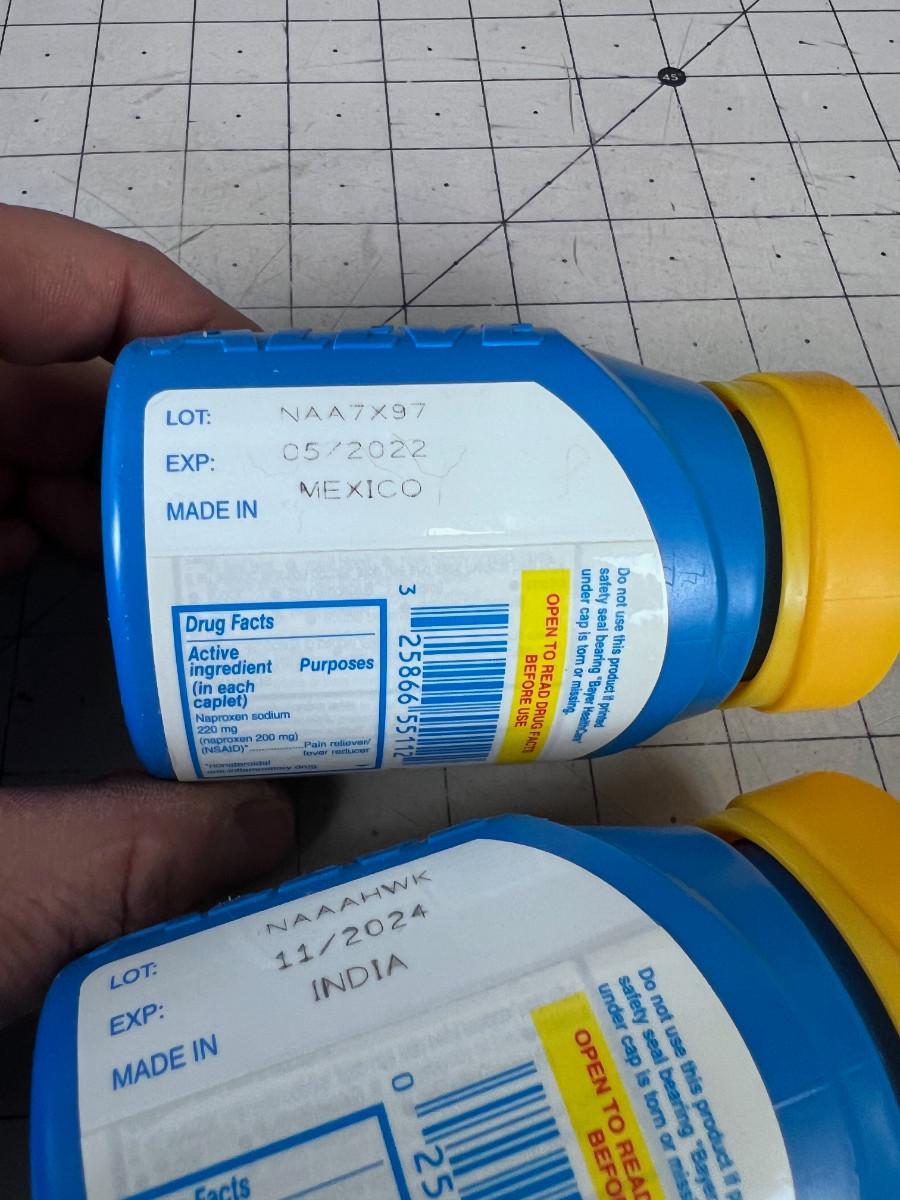 45
ALEVE
LOT: NAA7X97
EXP: 05/2022
MADE IN MEXICO
Drug Facts
Active
ingredient Purposes
(in each
caplet)
Naproxen sodium
220 mg
(naproxen 200 mg)
(NSAID)* Pain reliever/
fever reducer
*nonsteroidal
anti-inflammatory drug
3 25866 55412
OPEN TO READ DRUG FACTS
BEFORE USE
Do not use this product if printed
safety seal bearing "Bayer HealthCare"
under cap is torn or missing.
LOT: NAAAHWK
EXP: 11/2024
MADE IN INDIA
Facts
0 25
OPEN TO READ
Do not use this product if
safety seal bearing "Baye
under cap is torn or miss